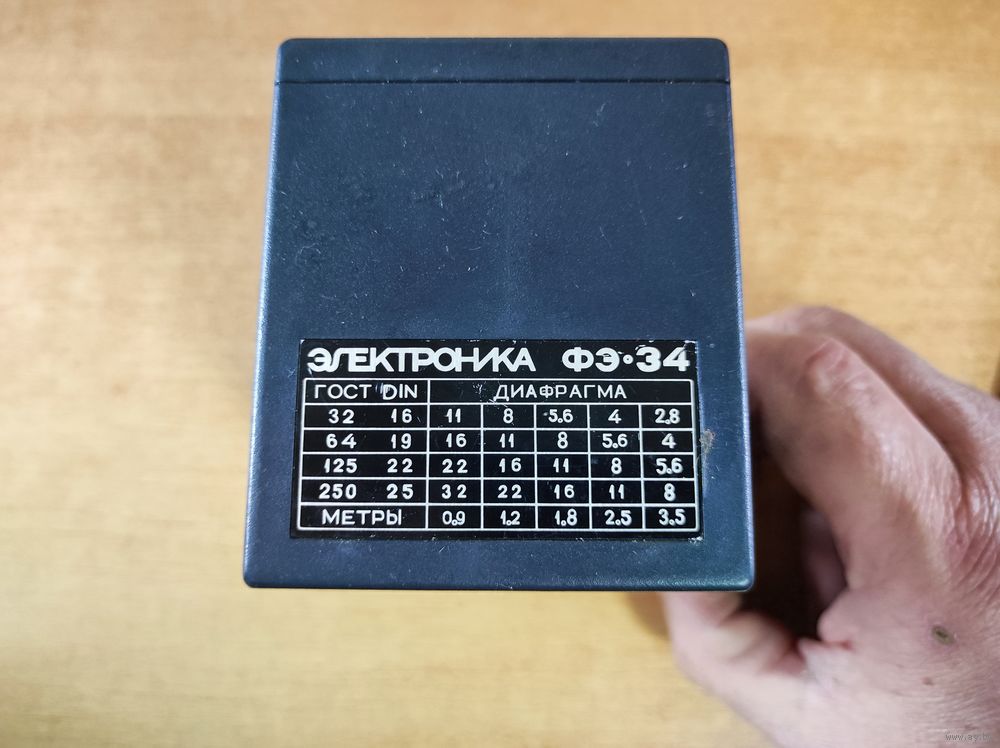 ЭЛЕКТРОНИКА ФЭ·34
ГОСТ DIN ДИАФРАГМА
32 16 11 8 5.6 4 2.8
64 19 16 11 8 5.6 4
125 22 22 16 11 8 5.6
250 25 32 22 16 11 8
МЕТРЫ 0.9 1.2 1.8 2.5 3.5